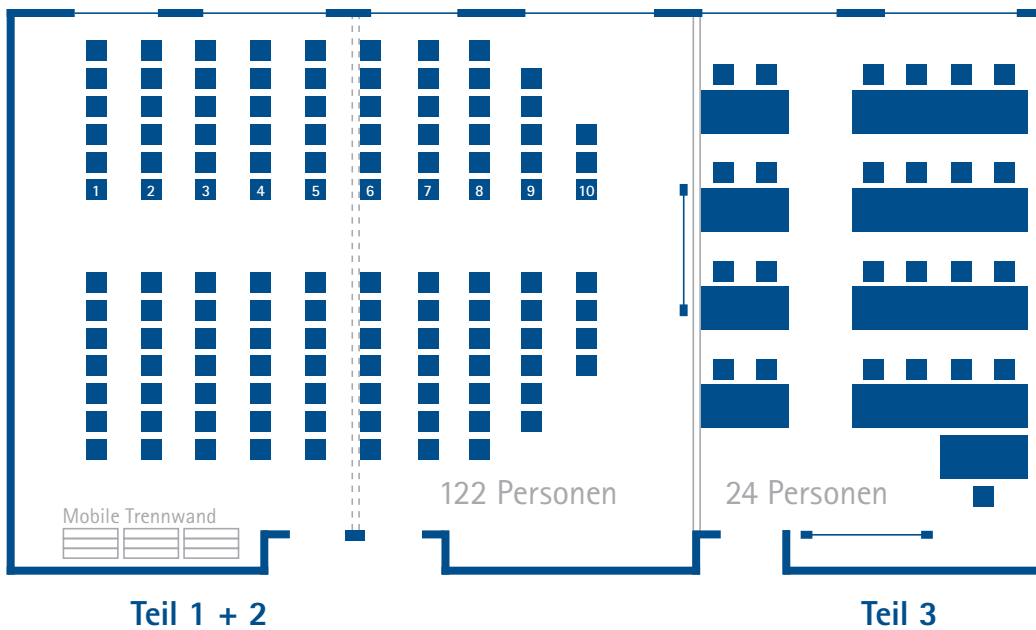 1 2 3 4 5 6 7 8 9 10
122 Personen
24 Personen
Mobile Trennwand
Teil 1 + 2
Teil 3